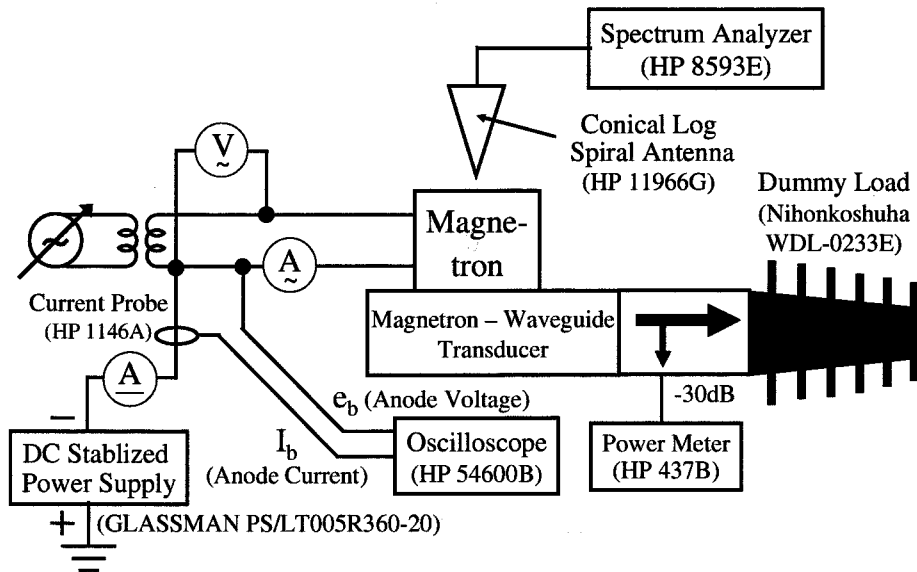 Spectrum Analyzer
(HP 8593E)
Conical Log
Spiral Antenna
(HP 11966G)
V
~
Magne-
tron
Dummy Load
(Nihonkoshuha
WDL-0233E)
~
A
~
Current Probe
(HP 1146A)
Magnetron – Waveguide
Transducer
-30dB
A
eb (Anode Voltage)
Ib
(Anode Current)
Oscilloscope
(HP 54600B)
Power Meter
(HP 437B)
−
DC Stablized
Power Supply
+
(GLASSMAN PS/LT005R360-20)